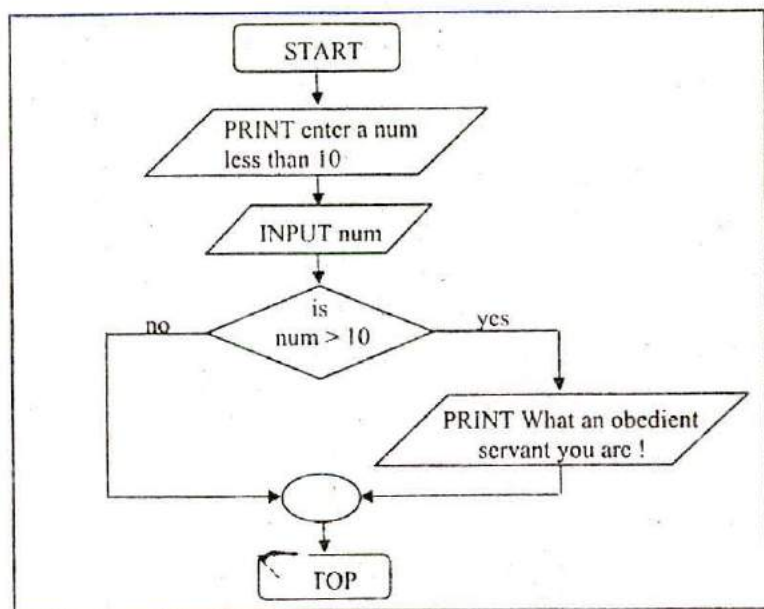 START
PRINT enter a num
less than 10
INPUT num
is
num > 10
no
yes
PRINT What an obedient
servant you are !
TOP